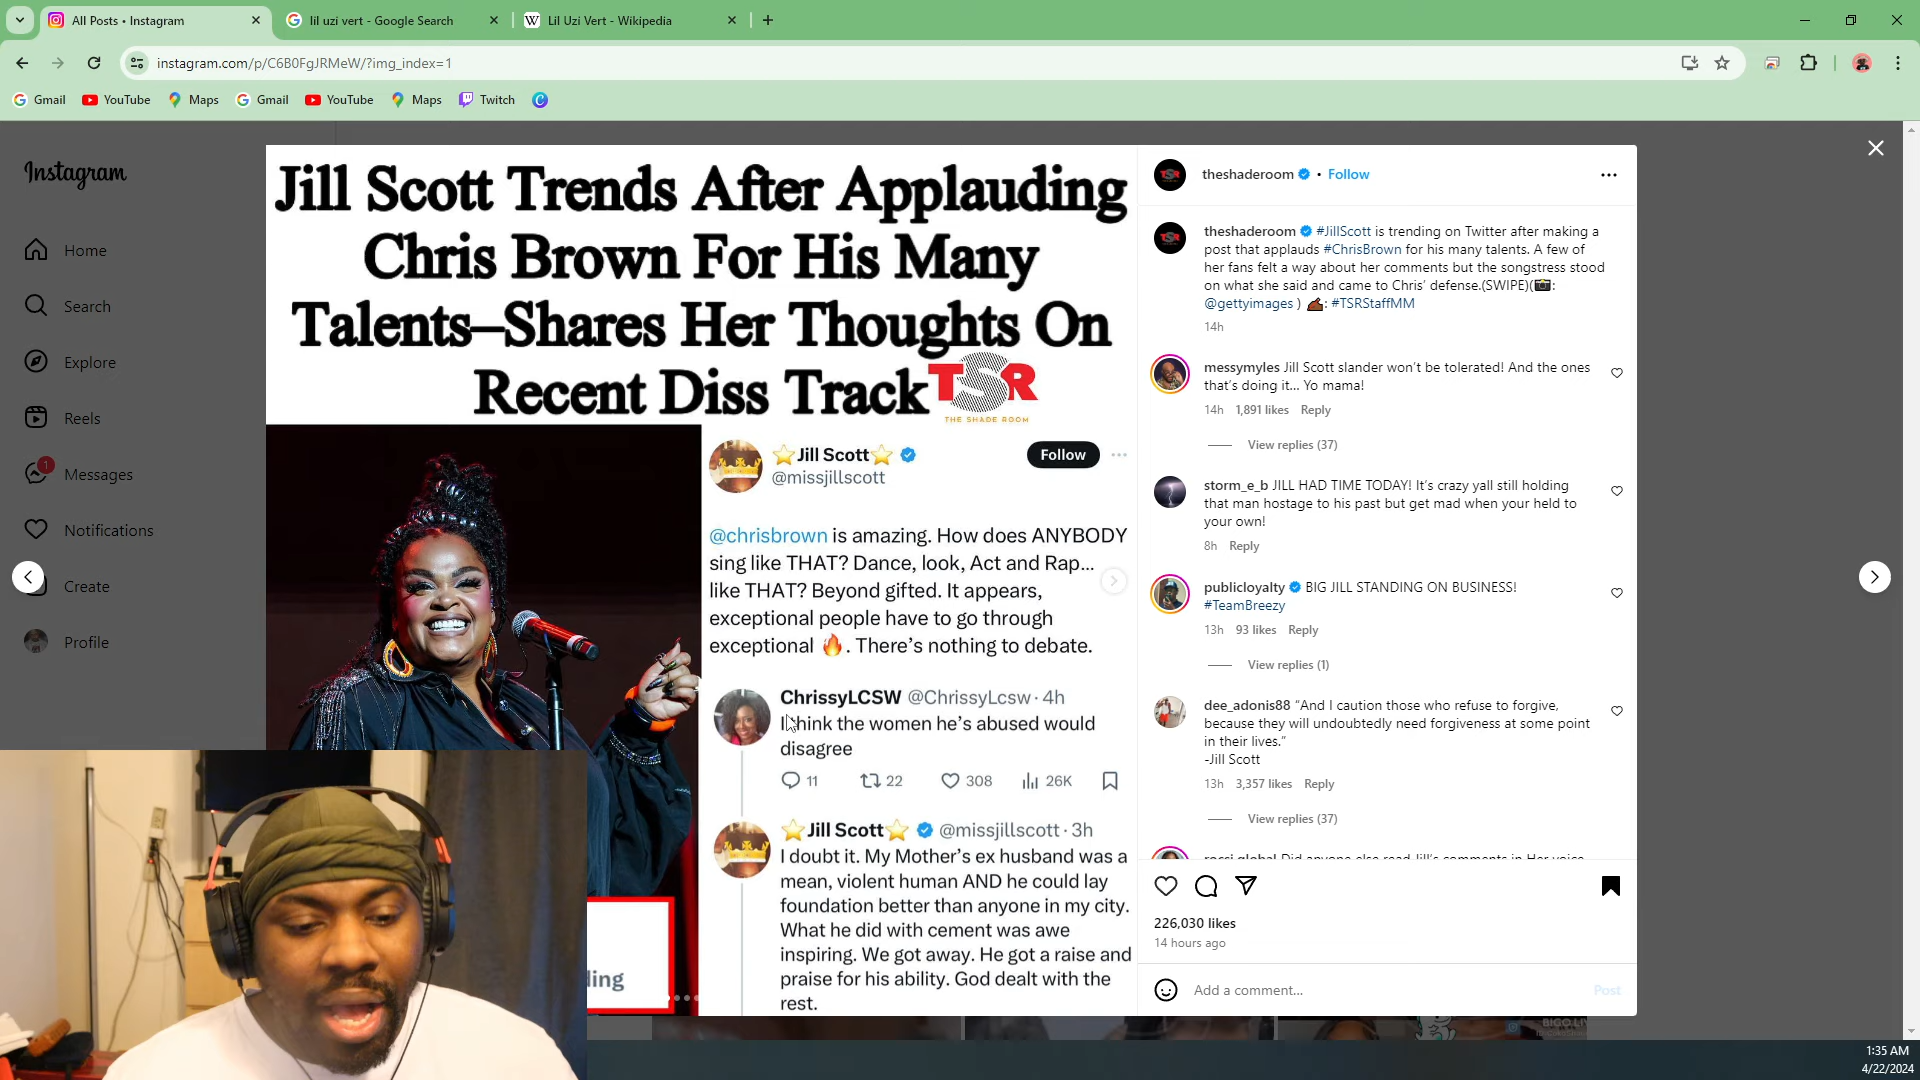 All Posts • Instagram
lil uzi vert - Google Search
Lil Uzi Vert - Wikipedia
instagram.com/p/C6B0FgJRMeW/?img_index=1
Gmail
YouTube
Maps
Gmail
YouTube
Maps
Twitch
Instagram
Home
Search
Explore
Reels
1
Messages
Notifications
Create
Profile
Jill Scott Trends After Applauding
Chris Brown For His Many
Talents—Shares Her Thoughts On
Recent Diss Track
TSR
THE SHADE ROOM
⭐Jill Scott⭐
@missjillscott
Follow
@chrisbrown is amazing. How does ANYBODY
sing like THAT? Dance, look, Act and Rap...
like THAT? Beyond gifted. It appears,
exceptional people have to go through
exceptional 🔥. There's nothing to debate.
ChrissyLCSW @ChrissyLcsw · 4h
I think the women he's abused would
disagree
11
22
308
26K
⭐Jill Scott⭐ @missjillscott · 3h
I doubt it. My Mother's ex husband was a
mean, violent human AND he could lay
foundation better than anyone in my city.
What he did with cement was awe
inspiring. We got away. He got a raise and
praise for his ability. God dealt with the
rest.
theshaderoom • Follow
theshaderoom #JillScott is trending on Twitter after making a
post that applauds #ChrisBrown for his many talents. A few of
her fans felt a way about her comments but the songstress stood
on what she said and came to Chris' defense.(SWIPE)(📸:
@gettyimages ) ✍🏾: #TSRStaffMM
14h
messymyles Jill Scott slander won't be tolerated! And the ones
that's doing it... Yo mama!
14h 1,891 likes Reply
View replies (37)
storm_e_b JILL HAD TIME TODAY! It's crazy yall still holding
that man hostage to his past but get mad when your held to
your own!
8h Reply
publicloyalty BIG JILL STANDING ON BUSINESS!
#TeamBreezy
13h 93 likes Reply
View replies (1)
dee_adonis88 "And I caution those who refuse to forgive,
because they will undoubtedly need forgiveness at some point
in their lives."
-Jill Scott
13h 3,357 likes Reply
View replies (37)
rocci.global Did anyone else read Jill's comments in Her voice
226,030 likes
14 hours ago
Add a comment...
Post
BIGO LIVE
1:35 AM
4/22/2024